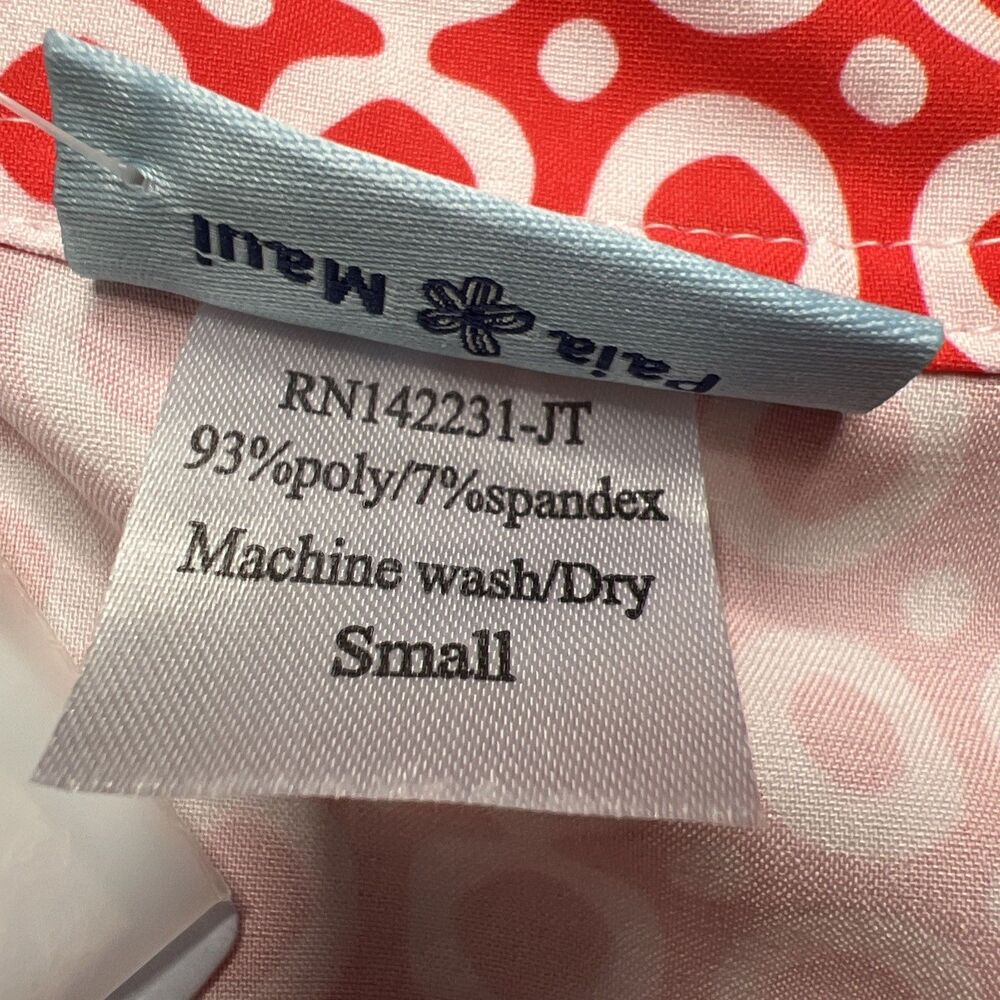 Paia Maui
RN142231-JT
93%poly/7%spandex
Machine wash/Dry
Small